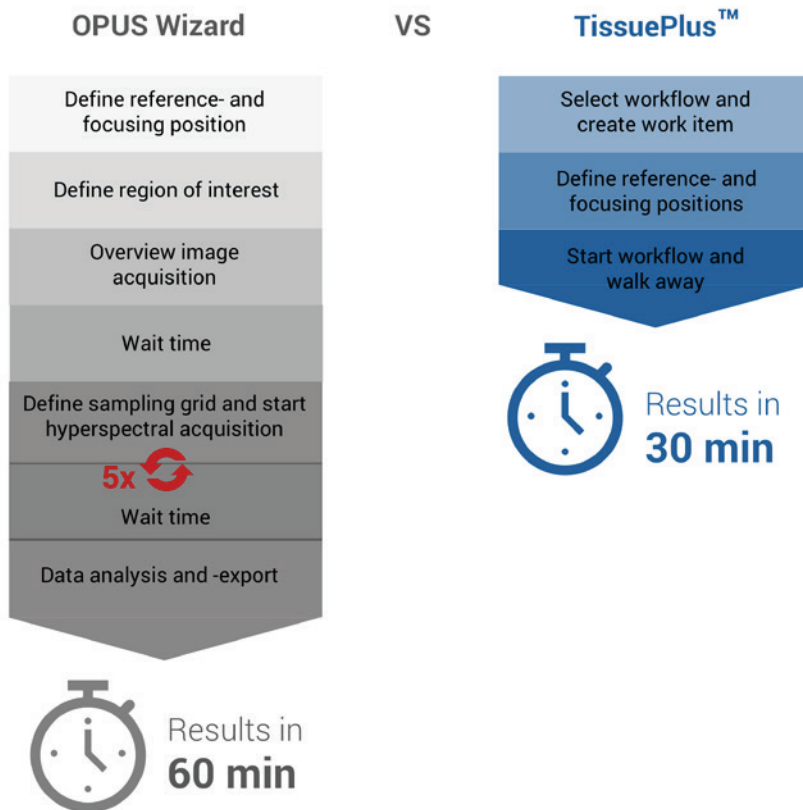 OPUS Wizard
VS
TissuePlus™
Define reference- and
focusing position
Define region of interest
Overview image
acquisition
Wait time
Define sampling grid and start
hyperspectral acquisition
5x
Wait time
Data analysis and -export
Results in
60 min
Select workflow and
create work item
Define reference- and
focusing positions
Start workflow and
walk away
Results in
30 min